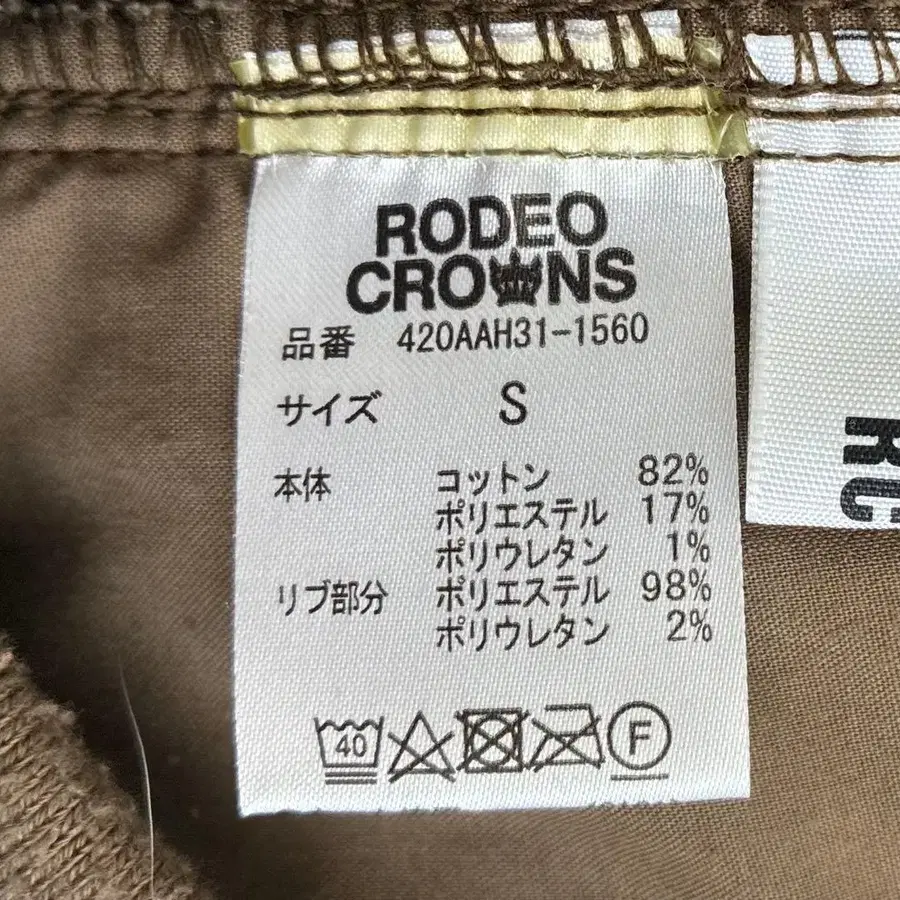 RODEO
CROWNS
品番 420AAH31-1560
サイズ S
本体 コットン 82%
ポリエステル 17%
ポリウレタン 1%
リブ部分 ポリエステル 98%
ポリウレタン 2%
40 F
RC